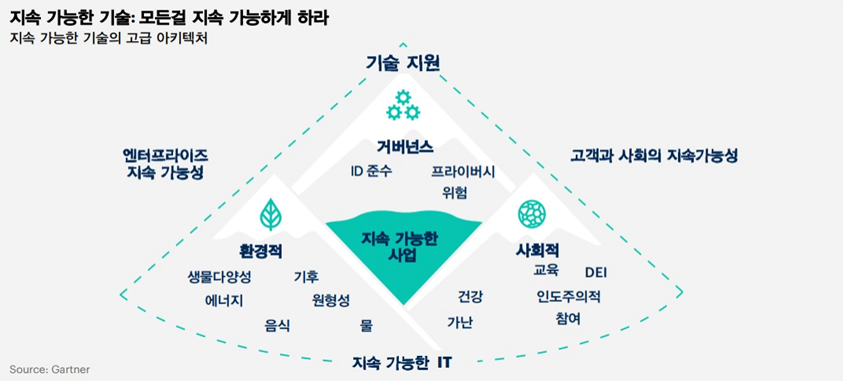 지속 가능한 기술: 모든걸 지속 가능하게 하라
지속 가능한 기술의 고급 아키텍처
기술 지원
거버넌스
ID 준수 프라이버시
위험
엔터프라이즈
지속 가능성
고객과 사회의 지속가능성
지속 가능한
사업
환경적
생물다양성 기후
에너지 원형성
음식 물
사회적
교육 DEI
건강 인도주의적
가난 참여
지속 가능한 IT
Source: Gartner